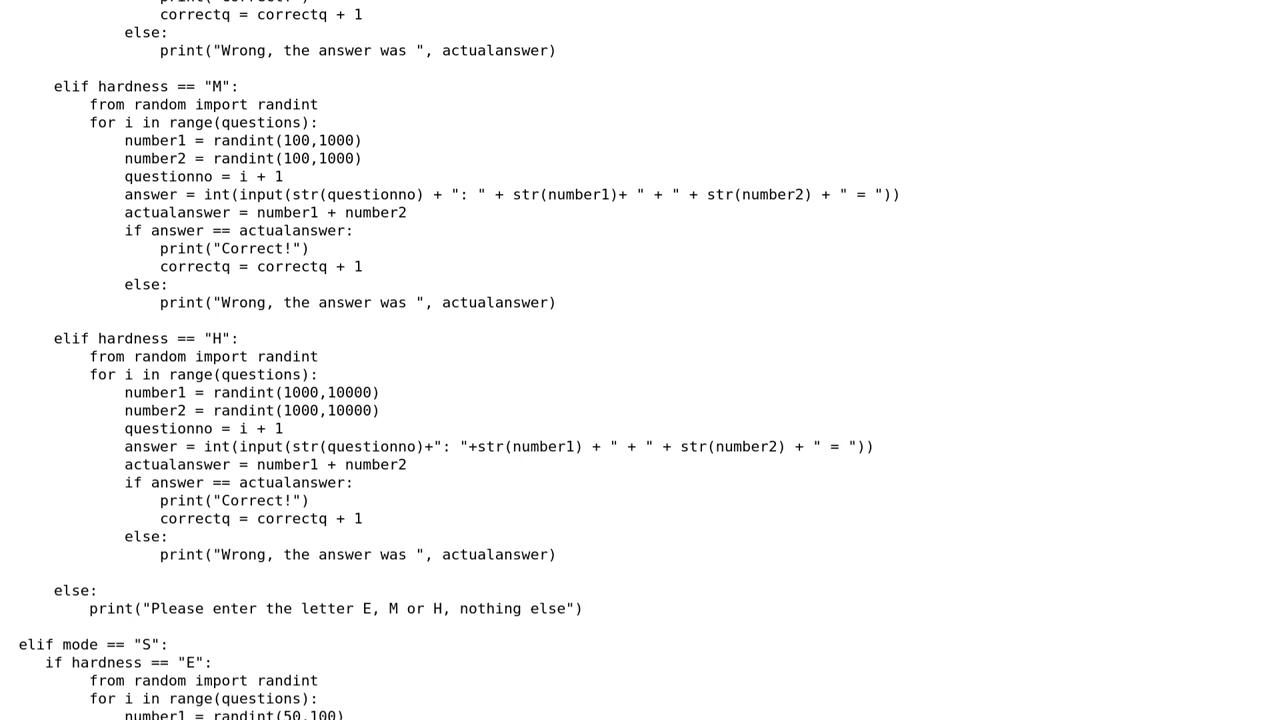 print("Correct!")
                correctq = correctq + 1
            else:
                print("Wrong, the answer was ", actualanswer)

    elif hardness == "M":
        from random import randint
        for i in range(questions):
            number1 = randint(100,1000)
            number2 = randint(100,1000)
            questionno = i + 1
            answer = int(input(str(questionno) + ": " + str(number1)+ " + " + str(number2) + " = "))
            actualanswer = number1 + number2
            if answer == actualanswer:
                print("Correct!")
                correctq = correctq + 1
            else:
                print("Wrong, the answer was ", actualanswer)

    elif hardness == "H":
        from random import randint
        for i in range(questions):
            number1 = randint(1000,10000)
            number2 = randint(1000,10000)
            questionno = i + 1
            answer = int(input(str(questionno)+": "+str(number1) + " + " + str(number2) + " = "))
            actualanswer = number1 + number2
            if answer == actualanswer:
                print("Correct!")
                correctq = correctq + 1
            else:
                print("Wrong, the answer was ", actualanswer)

    else:
        print("Please enter the letter E, M or H, nothing else")

elif mode == "S":
   if hardness == "E":
        from random import randint
        for i in range(questions):
            number1 = randint(50,100)